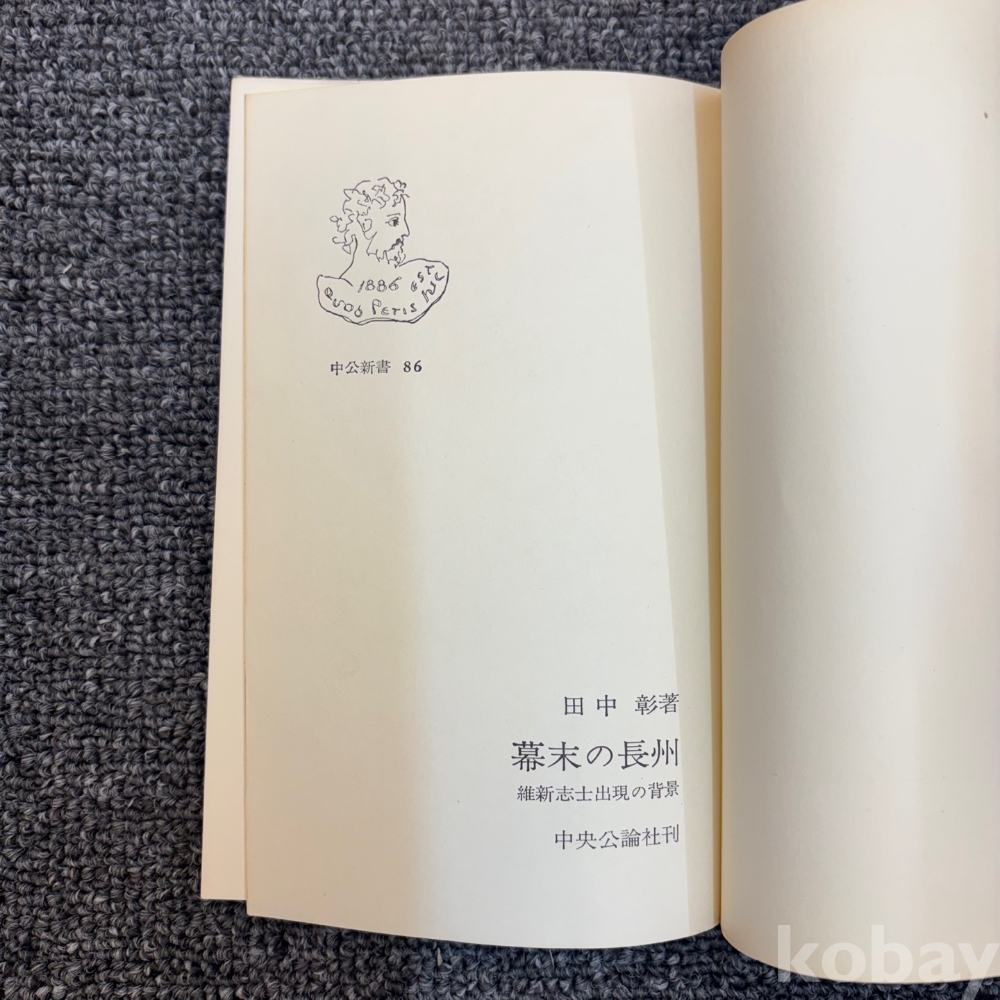 1886 EST
QUOD PETIS HIC
中公新書 86
田中 彰著
幕末の長州
維新志士出現の背景
中央公論社刊
kobay